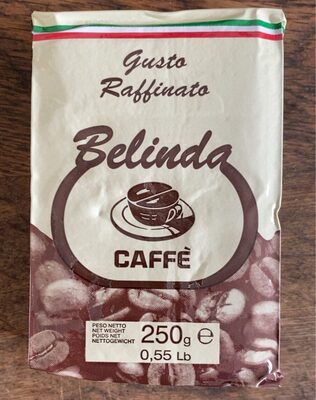 Gusto
Raffinato
Belinda
CAFFÈ
PESO NETTO
NET WEIGHT
POIDS NET
NETTOGEWICHT
250g ℮
0,55 Lb